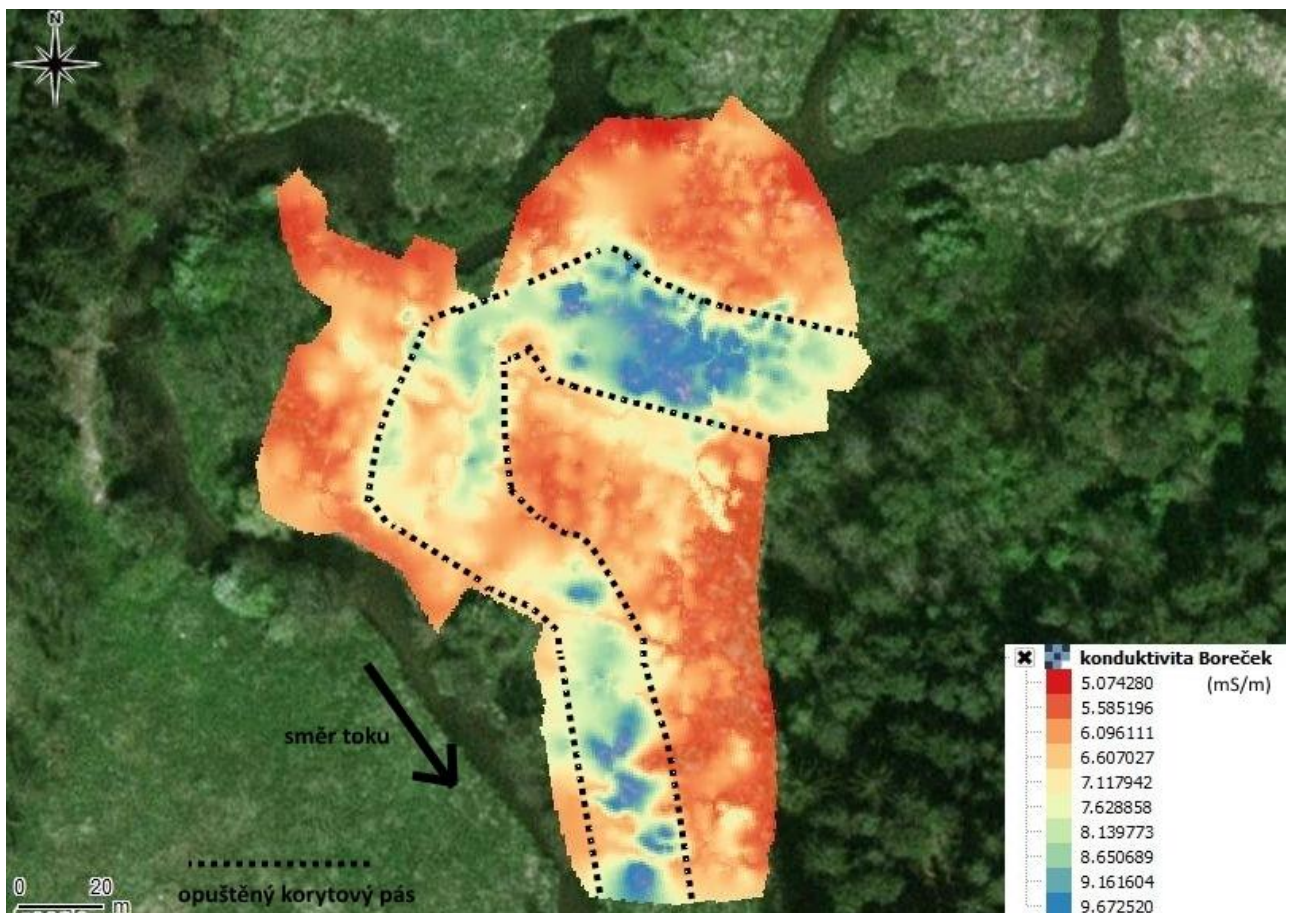 N
konduktivita Boreček
(mS/m)
5.074280
5.585196
6.096111
6.607027
7.117942
7.628858
8.139773
8.650689
9.161604
9.672520
směr toku
opuštěný korytový pás
0 20
m